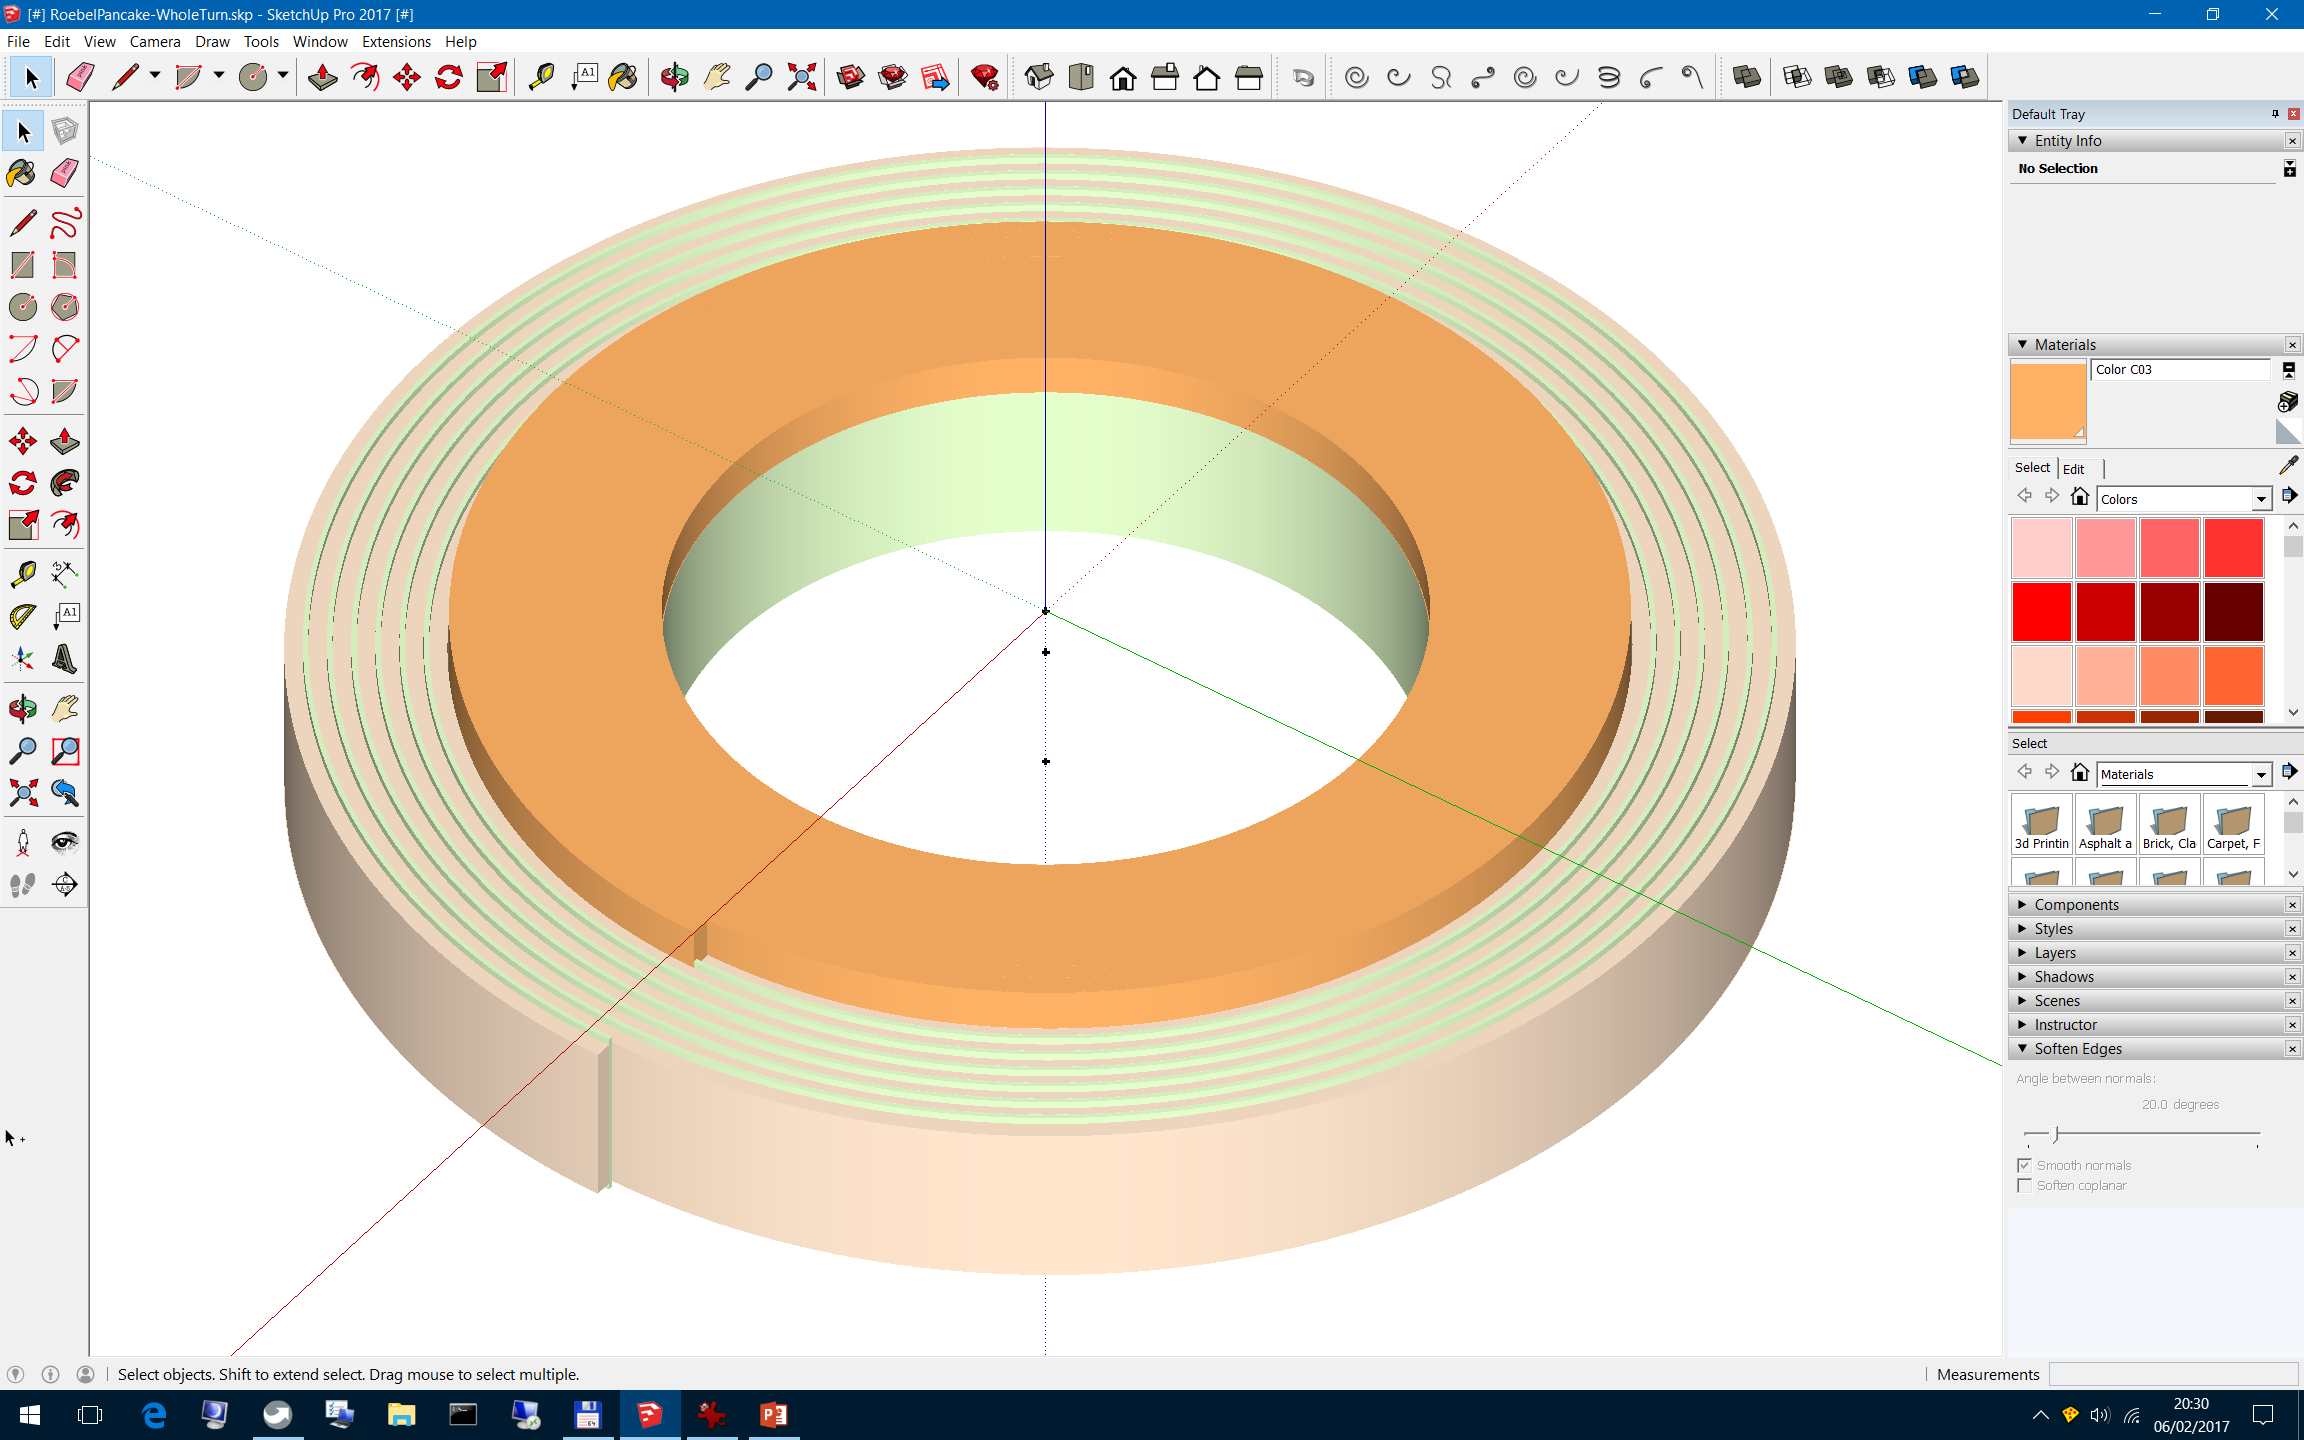 [#] RoebelPancake-WholeTurn.skp - SketchUp Pro 2017 [#]
File Edit View Camera Draw Tools Window Extensions Help
A1
Default Tray
Entity Info
No Selection
Materials
Color C03
Select Edit
Colors
Select
Materials
3d Printin Asphalt a Brick, Cla Carpet, F
Components
Styles
Layers
Shadows
Scenes
Instructor
Soften Edges
Angle between normals:
20.0 degrees
Smooth normals
Soften coplanar
A1
Select objects. Shift to extend select. Drag mouse to select multiple.
Measurements
64
20:30
06/02/2017